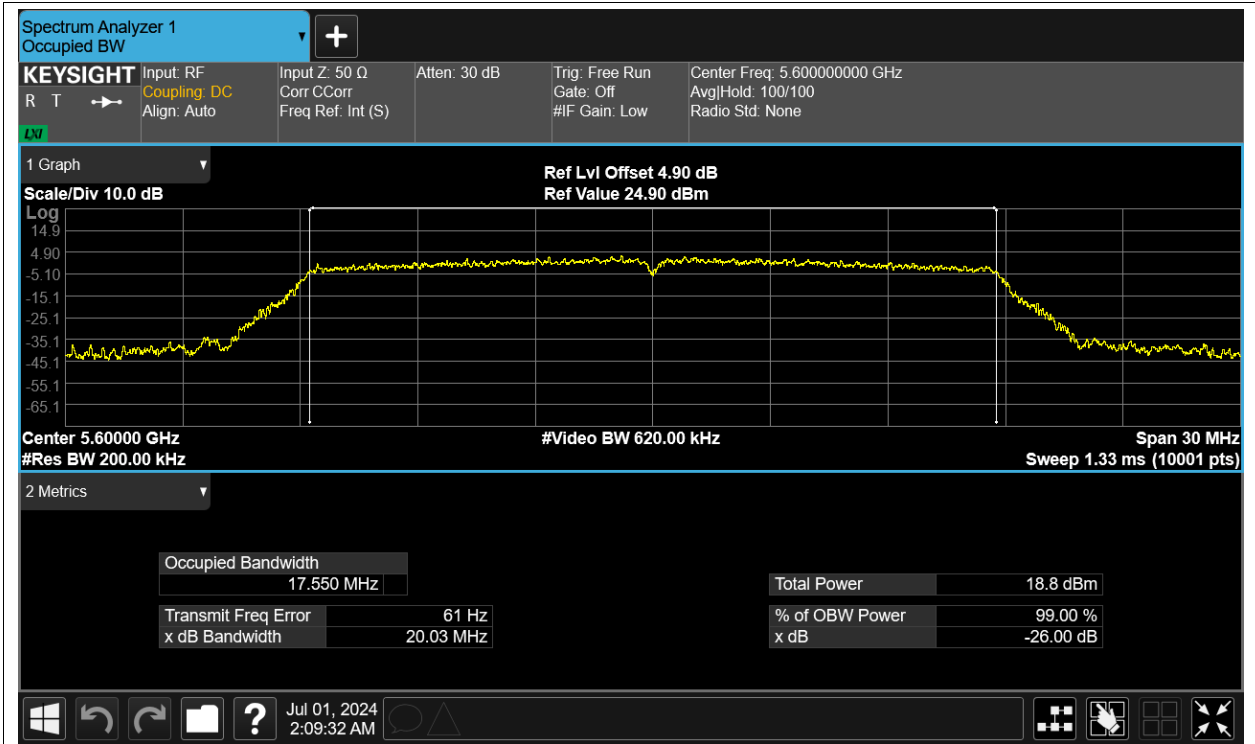 Spectrum Analyzer 1
Occupied BW
KEYSIGHT
R T
LXI
Input: RF
Coupling: DC
Align: Auto
Input Z: 50 Ω
Corr CCorr
Freq Ref: Int (S)
Atten: 30 dB
Trig: Free Run
Gate: Off
#IF Gain: Low
Center Freq: 5.600000000 GHz
Avg|Hold: 100/100
Radio Std: None
1 Graph
Scale/Div 10.0 dB
Ref Lvl Offset 4.90 dB
Ref Value 24.90 dBm
Log
14.9
4.90
-5.10
-15.1
-25.1
-35.1
-45.1
-55.1
-65.1
Center 5.60000 GHz
#Res BW 200.00 kHz
#Video BW 620.00 kHz
Span 30 MHz
Sweep 1.33 ms (10001 pts)
2 Metrics
Occupied Bandwidth
17.550 MHz
Transmit Freq Error 61 Hz
x dB Bandwidth 20.03 MHz
Total Power 18.8 dBm
% of OBW Power 99.00 %
x dB -26.00 dB
?
Jul 01, 2024
2:09:32 AM